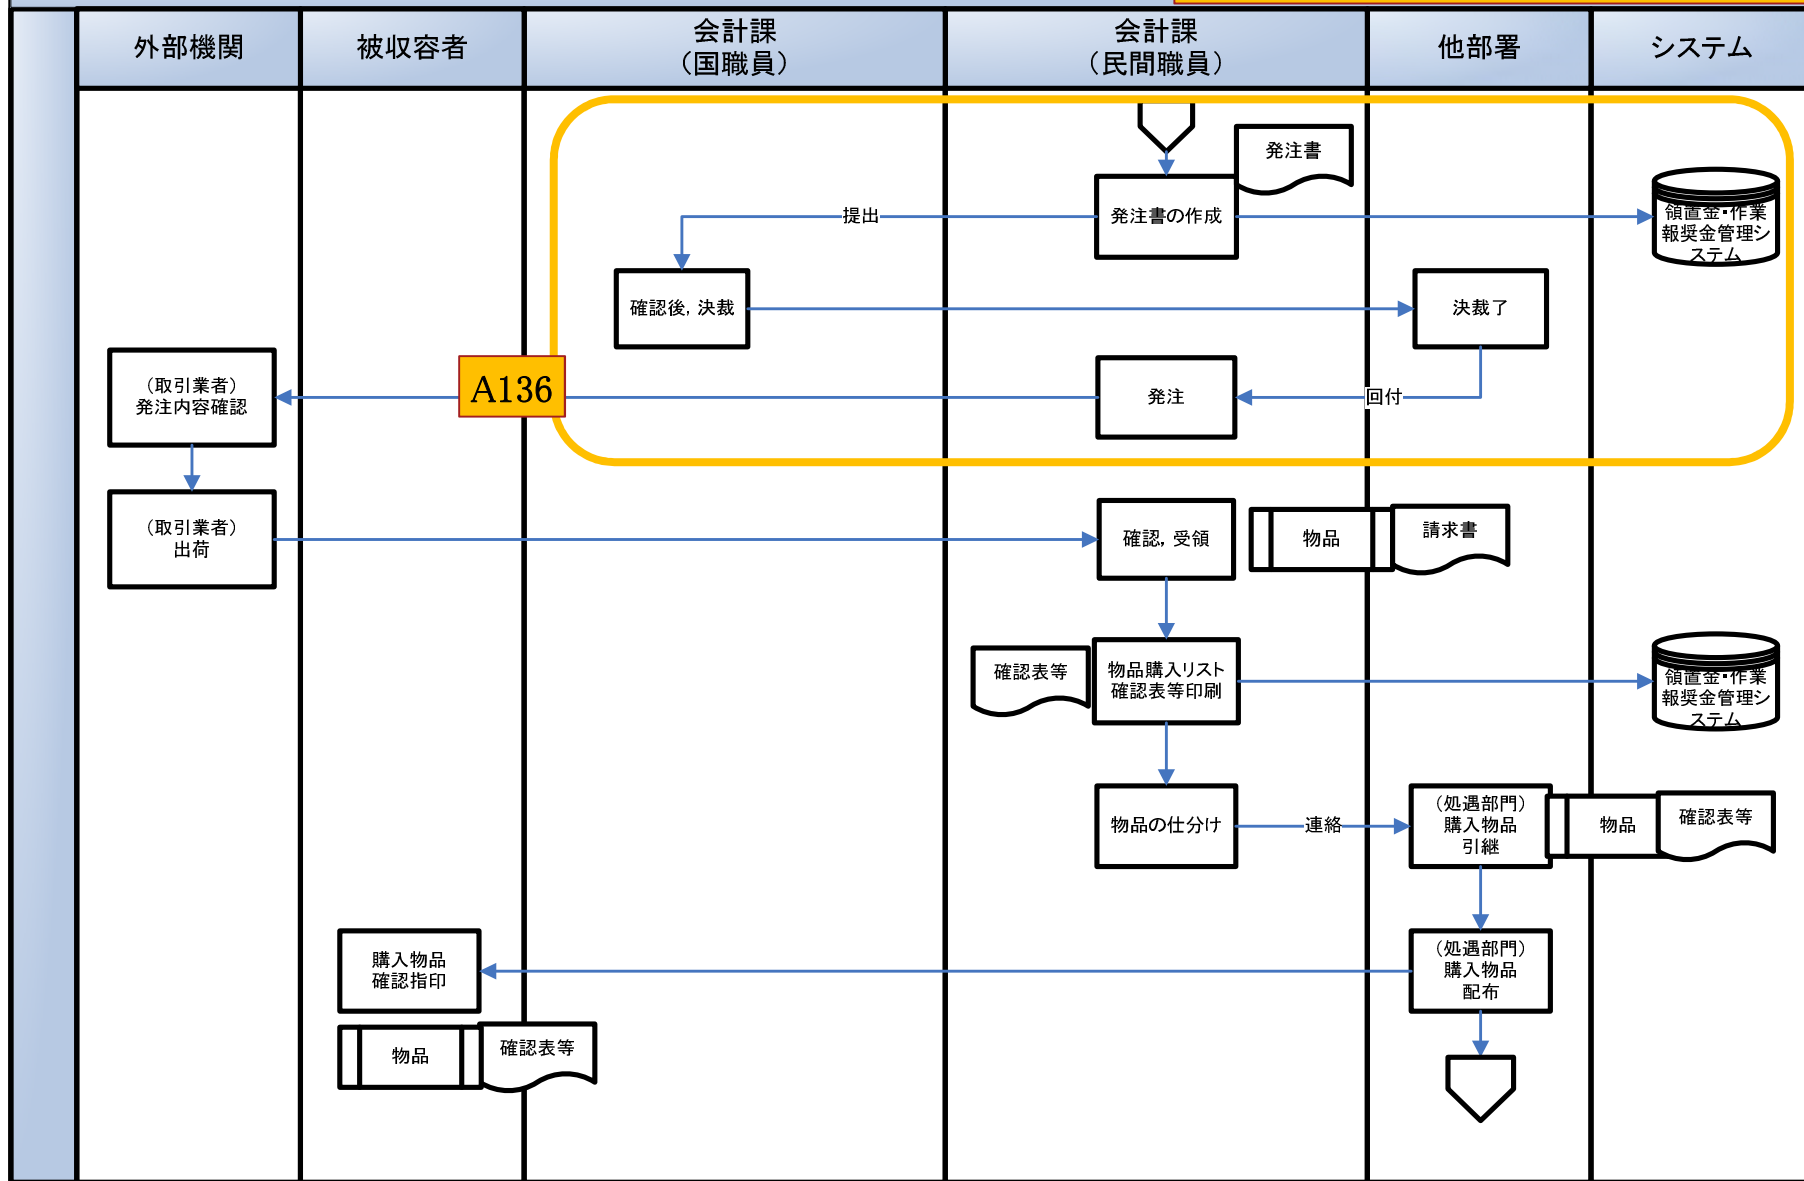 外部機関
被収容者
会計課
（国職員）
会計課
（民間職員）
他部署
システム
発注書
発注書の作成
提出
領置金・作業
報奨金管理シ
ステム
確認後，決裁
決裁了
（取引業者）
発注内容確認
A136
発注
回付
（取引業者）
出荷
確認，受領
物品
請求書
確認表等
物品購入リスト
確認表等印刷
領置金・作業
報奨金管理シ
ステム
物品の仕分け
連絡
（処遇部門）
購入物品
引継
物品
確認表等
購入物品
確認指印
（処遇部門）
購入物品
配布
物品
確認表等